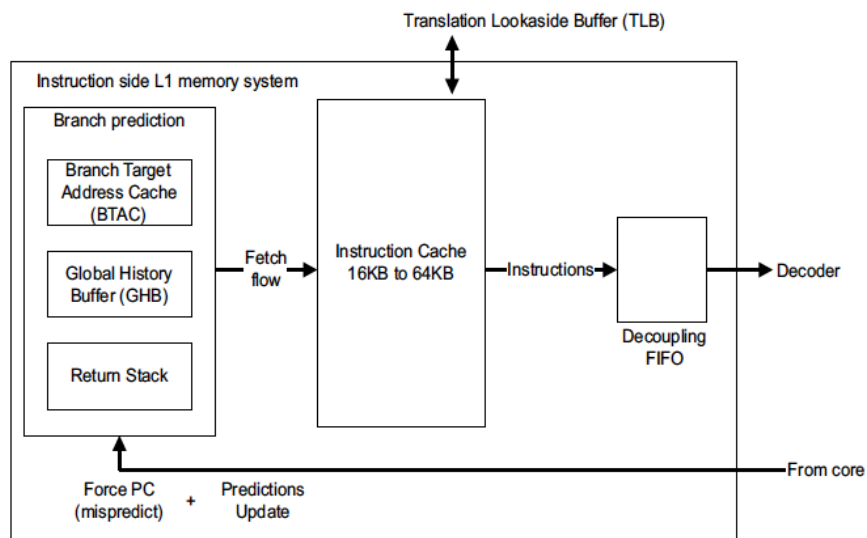 Translation Lookaside Buffer (TLB)
Instruction side L1 memory system
Branch prediction
Branch Target
Address Cache
(BTAC)
Global History
Buffer (GHB)
Return Stack
Fetch
flow
Instruction Cache
16KB to 64KB
Instructions
Decoupling
FIFO
Decoder
From core
Force PC
(mispredict)
+
Predictions
Update